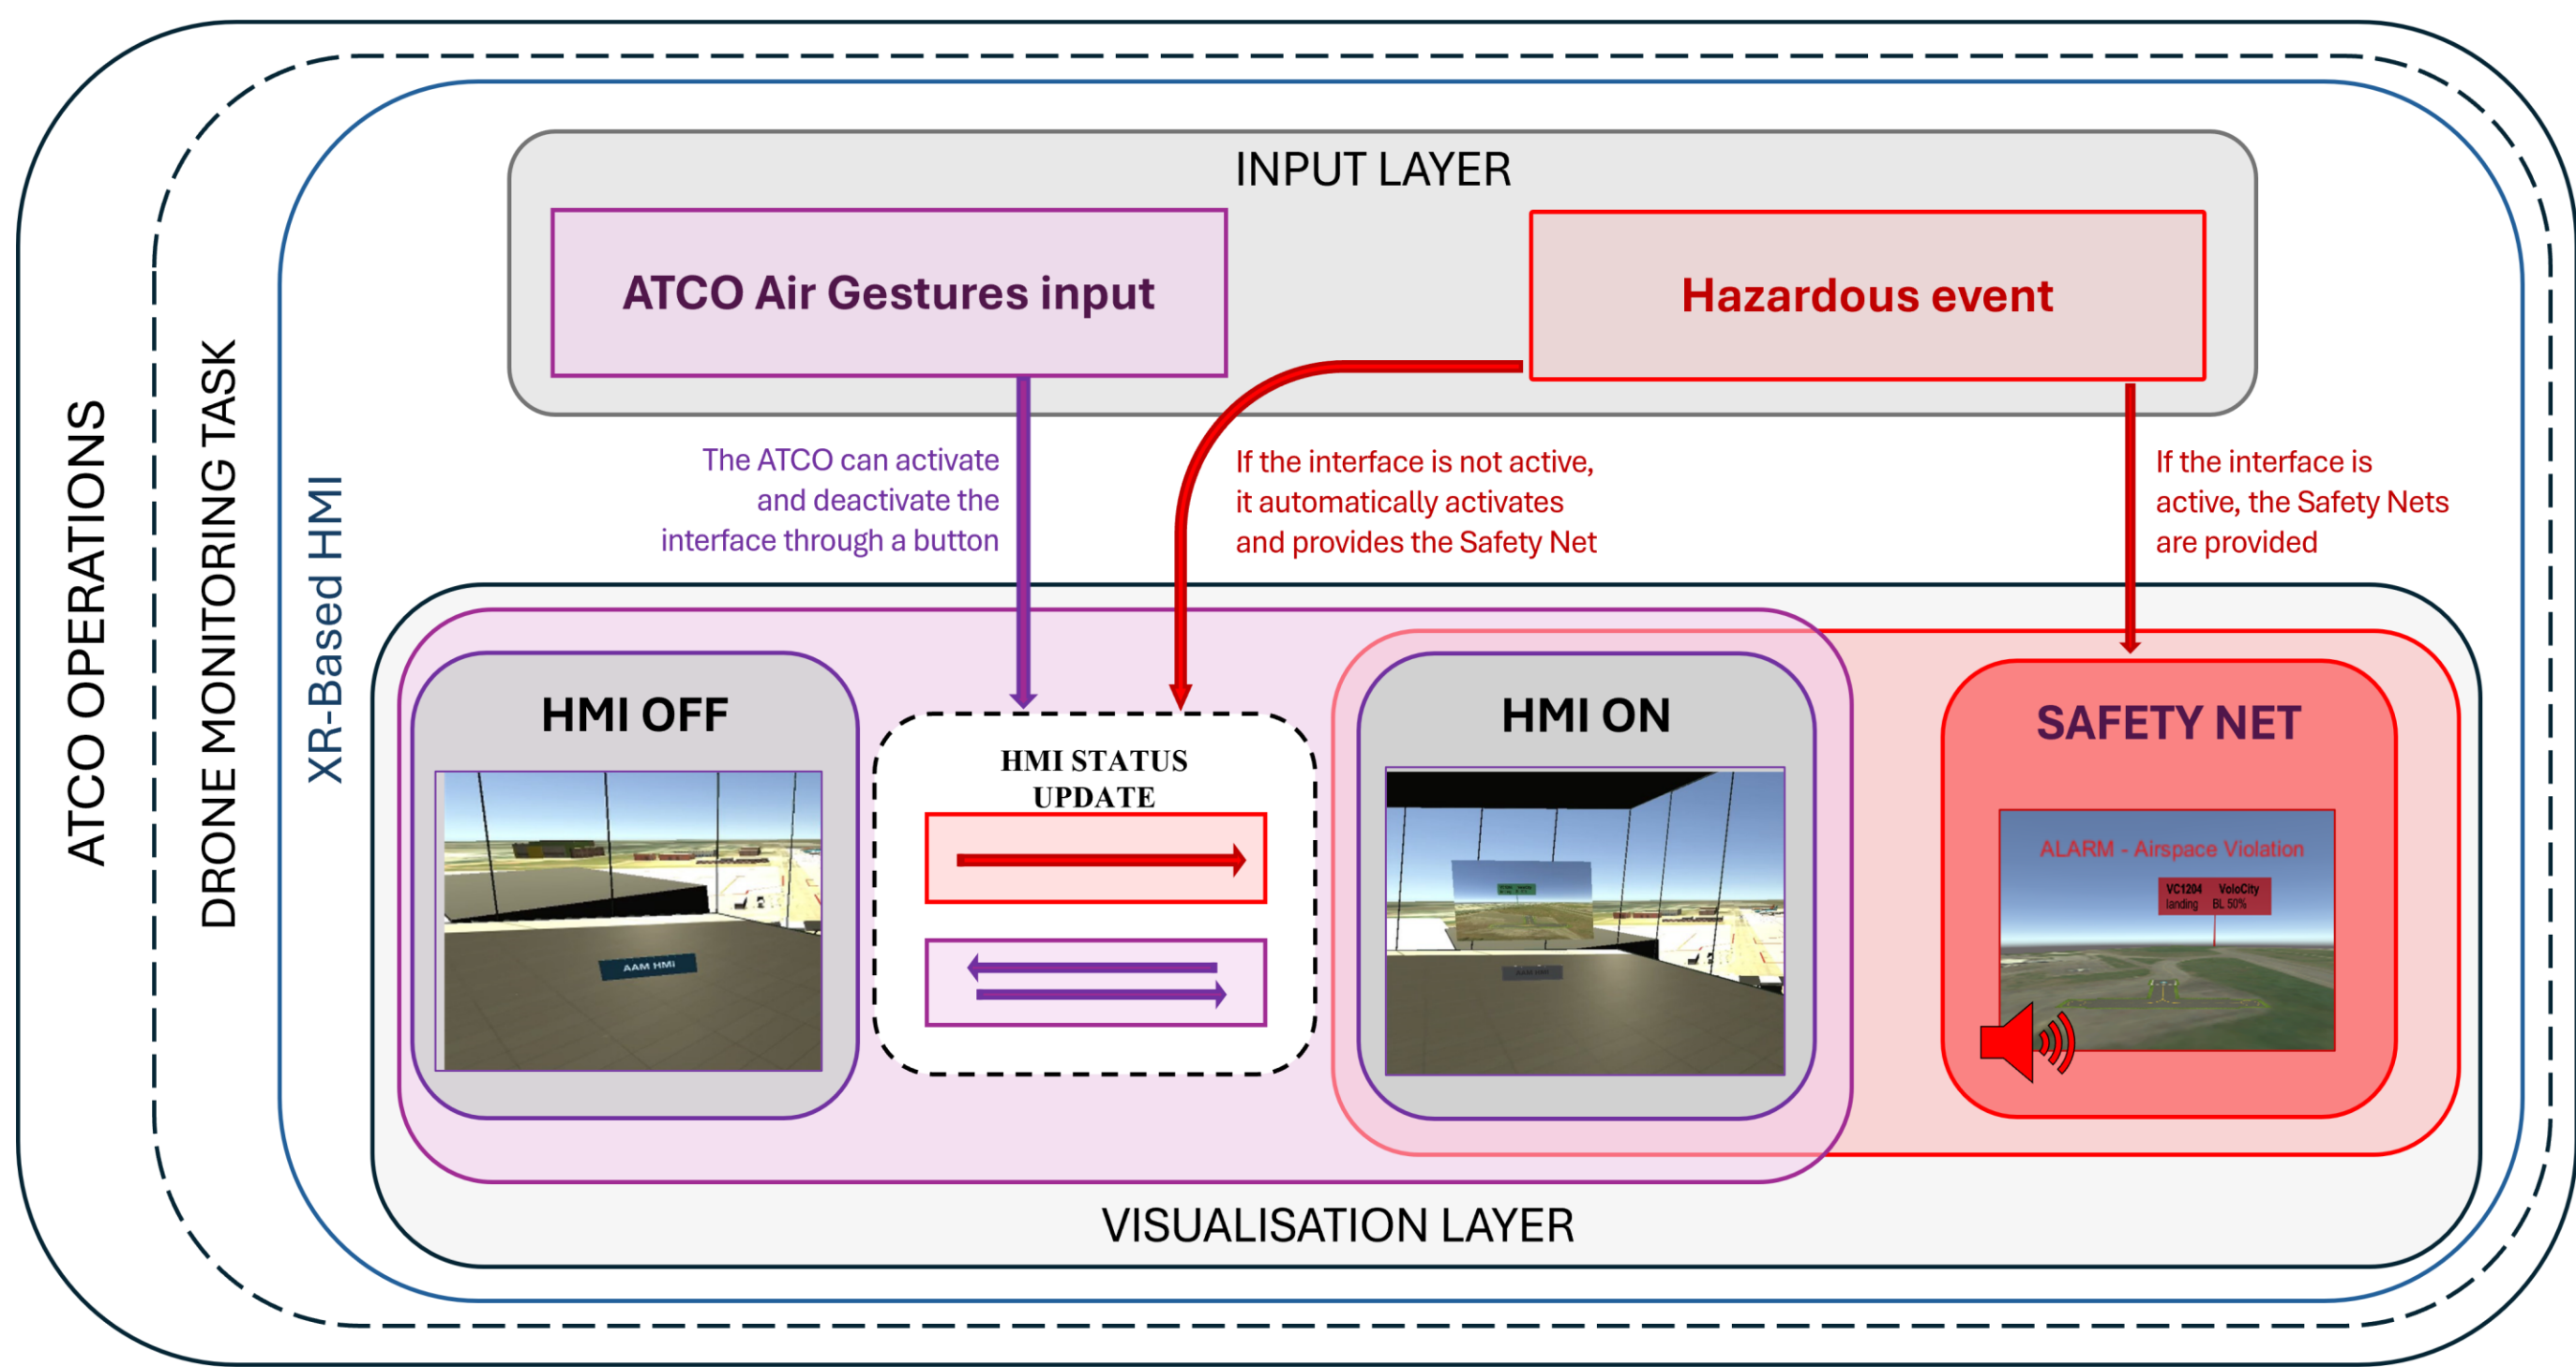 ATCO OPERATIONS
DRONE MONITORING TASK
XR-Based HMI
INPUT LAYER
ATCO Air Gestures input
Hazardous event
The ATCO can activate
and deactivate the
interface through a button
If the interface is not active,
it automatically activates
and provides the Safety Net
If the interface is
active, the Safety Nets
are provided
HMI OFF
AAM HMI
HMI STATUS
UPDATE
HMI ON
AAM HMI
SAFETY NET
ALARM - Airspace Violation
VC1204 VoloCity
landing BL 50%
VISUALISATION LAYER